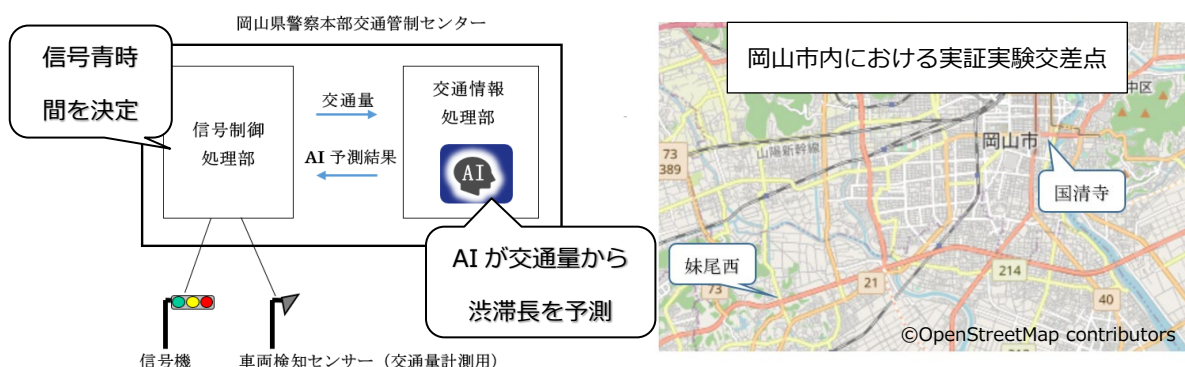 岡山県警察本部交通管制センター
信号青時
間を決定
信号制御
処理部
交通量
AI 予測結果
交通情報
処理部
AI
AI が交通量から
渋滞長を予測
信号機
車両検知センサー（交通量計測用）
岡山市内における実証実験交差点
中区
山陽新幹線
岡山市
73
389
国清寺
妹尾西
73
21
214
40
©OpenStreetMap contributors